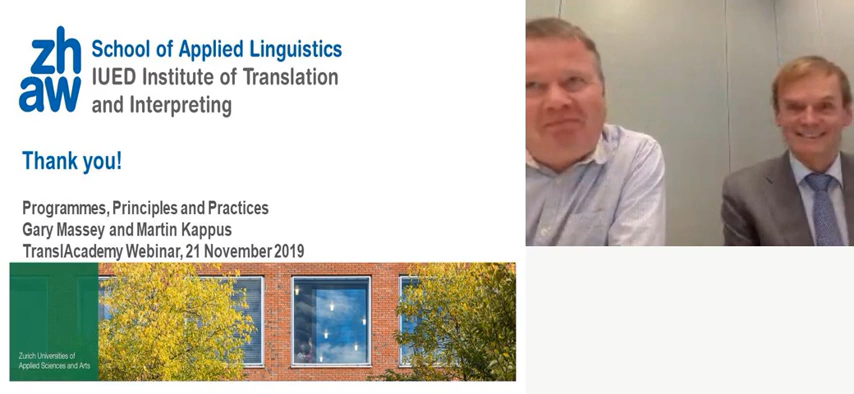 zh
aw
School of Applied Linguistics
IUED Institute of Translation
and Interpreting
Thank you!
Programmes, Principles and Practices
Gary Massey and Martin Kappus
TranslAcademy Webinar, 21 November 2019
Zurich Universities of
Applied Sciences and Arts